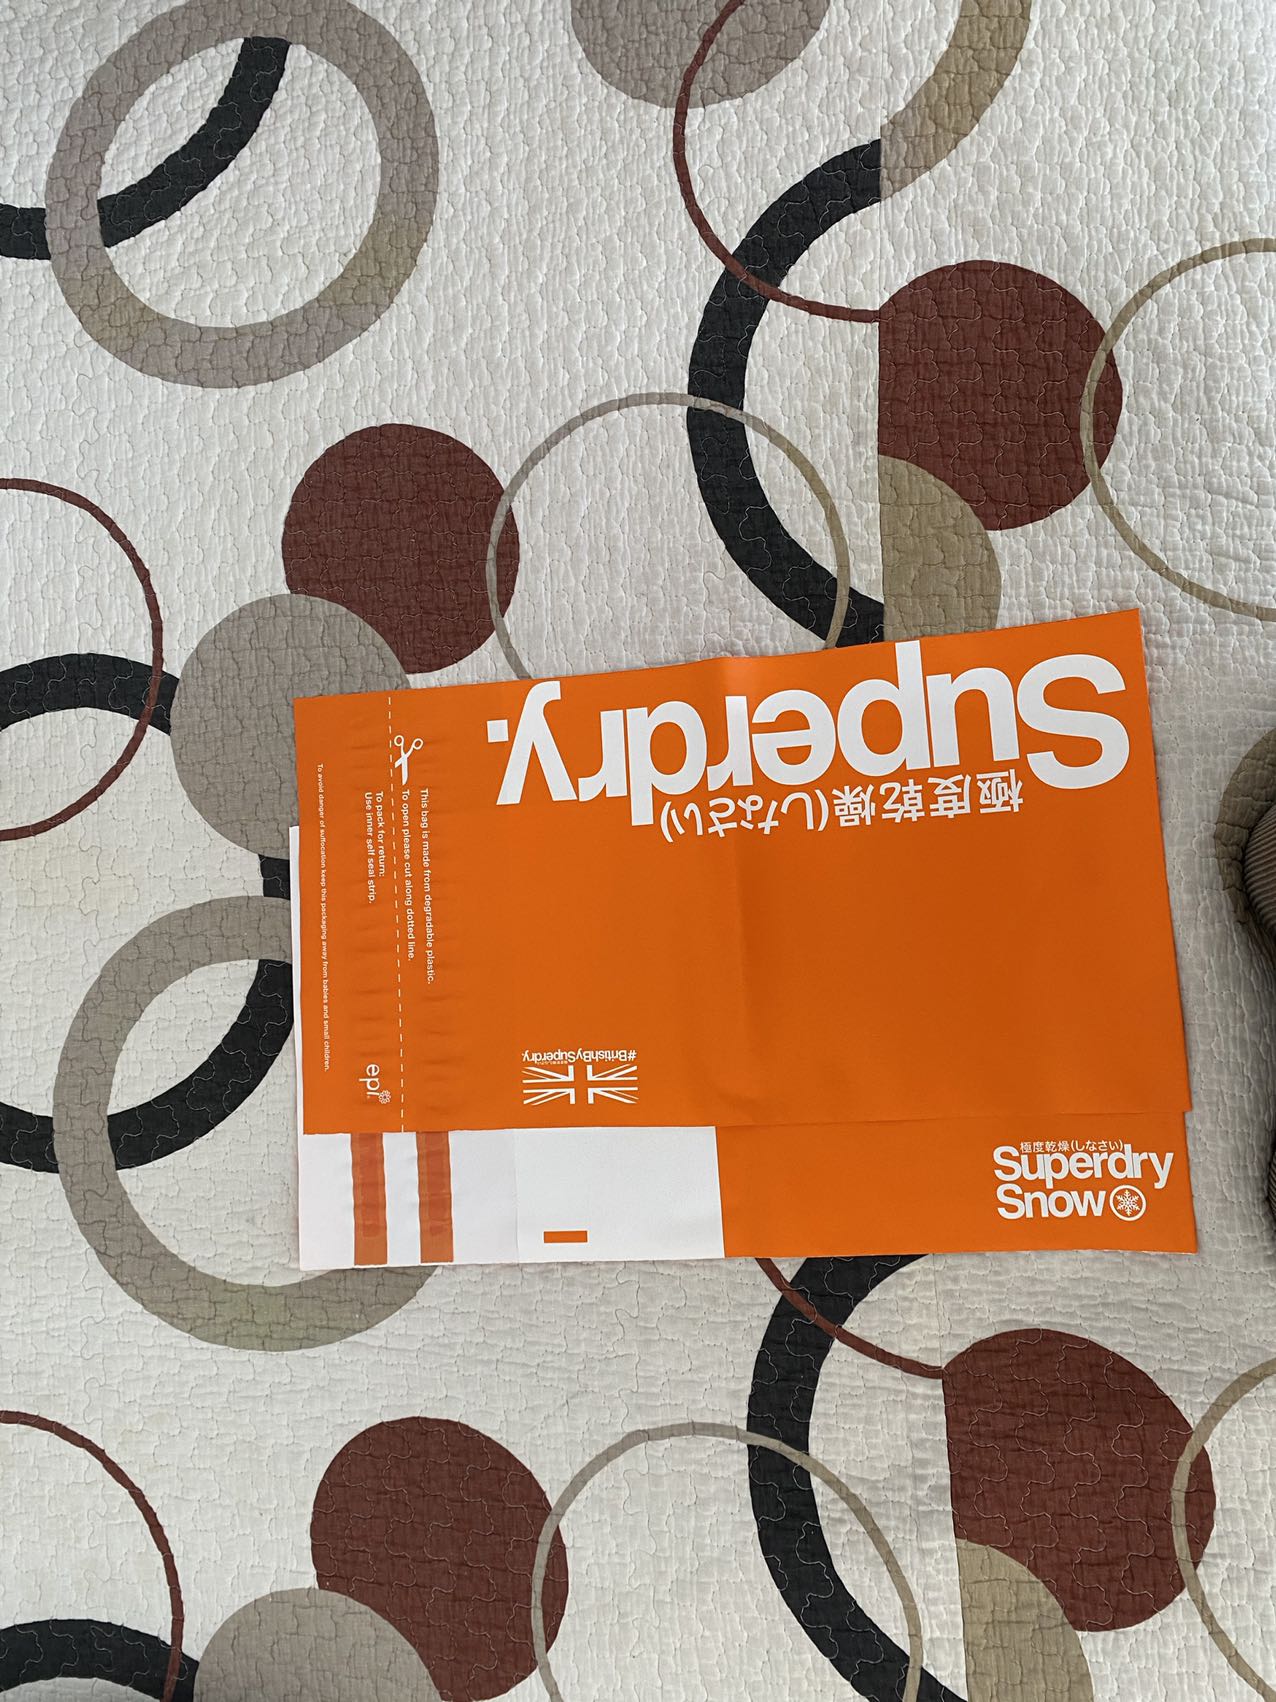 Superdry.
極度乾燥(しなさい)
This bag is made from degradable plastic.
To open please cut along dotted line.
To pack for return:
Use inner self seal strip.
To avoid danger of suffocation keep this packaging away from babies and small children.
epi
#BritishBySuperdry.
極度乾燥(しなさい)
Superdry
Snow